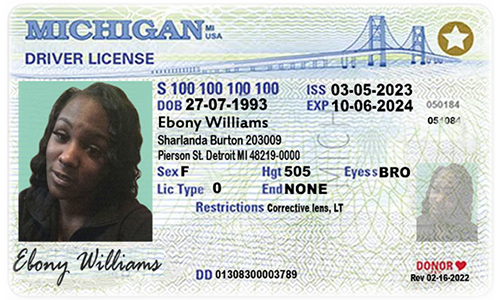 MICHIGAN MI USA
DRIVER LICENSE
S 100 100 100 100 ISS 03-05-2023
DOB 27-07-1993 EXP 10-06-2024 050184
Ebony Williams
Sharlanda Burton 203009
Pierson St. Detroit MI 48219-0000
Sex F Hgt 505 Eyess BRO
Lic Type 0 End NONE
Restrictions Corrective lens, LT
Ebony Williams
DD 01308300003789
DONOR
Rev 02-16-2022